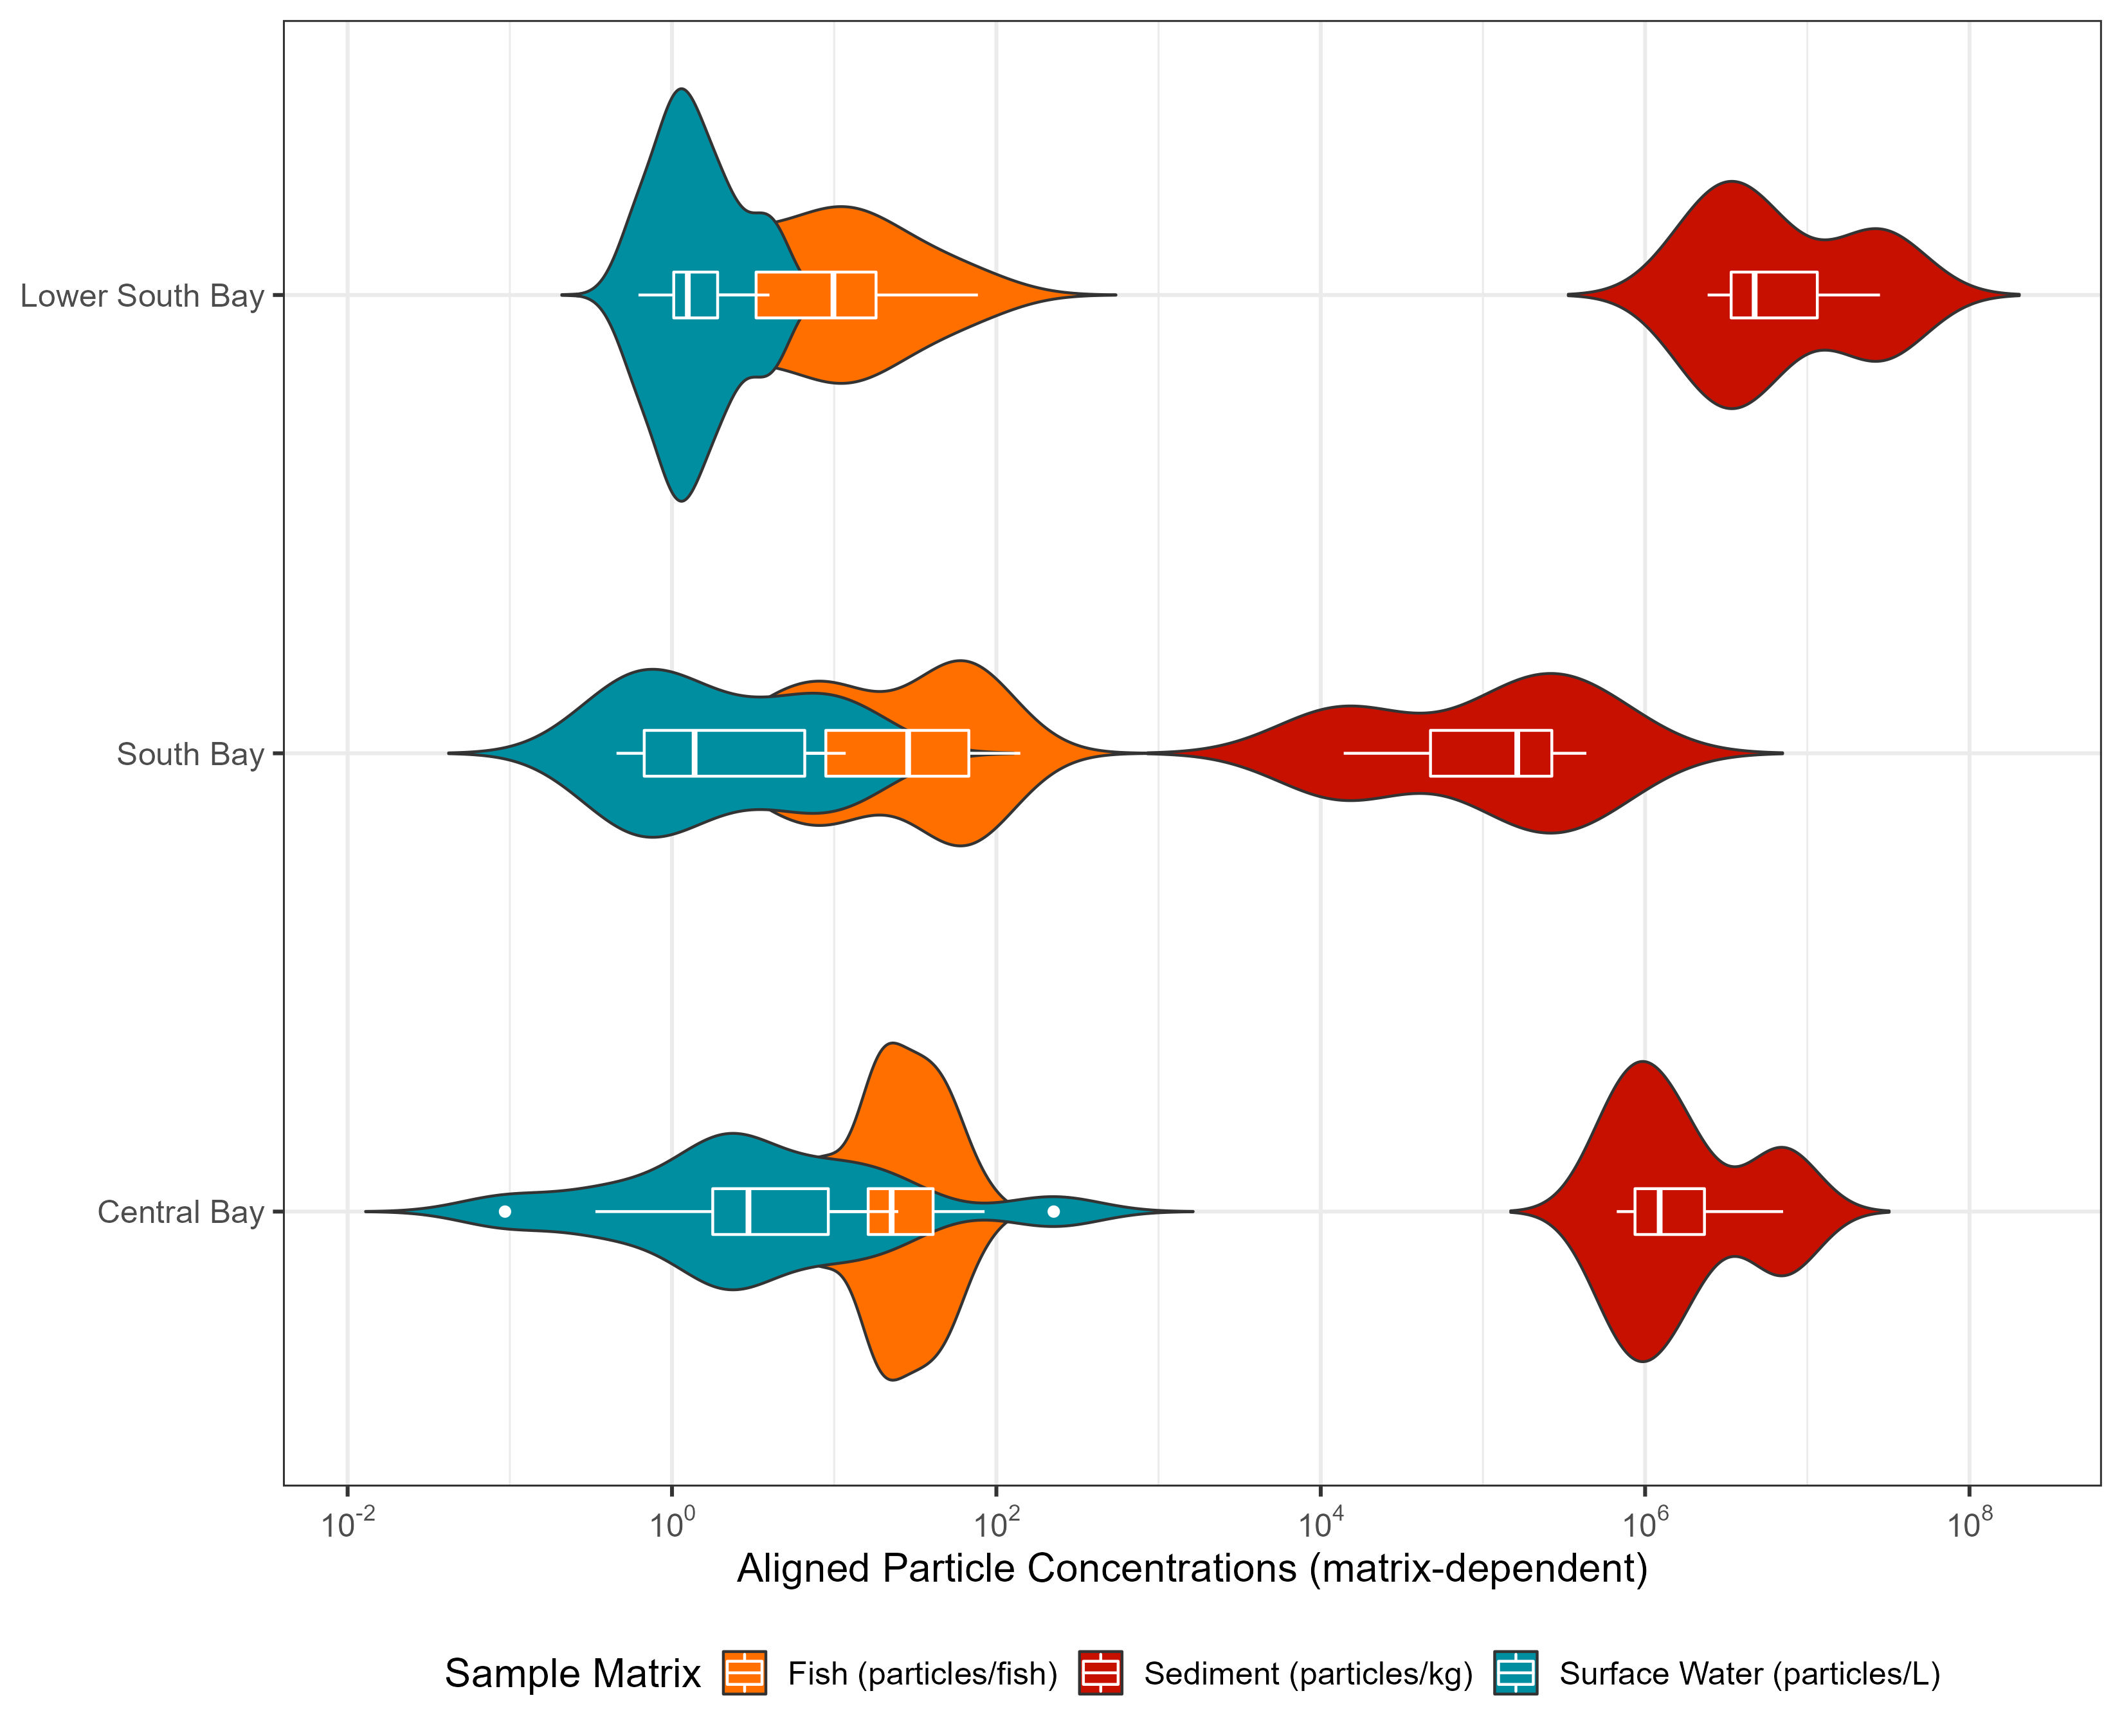 Lower South Bay
South Bay
Central Bay
10⁻² 10⁰ 10² 10⁴ 10⁶ 10⁸
Aligned Particle Concentrations (matrix-dependent)
Sample Matrix Fish (particles/fish) Sediment (particles/kg) Surface Water (particles/L)